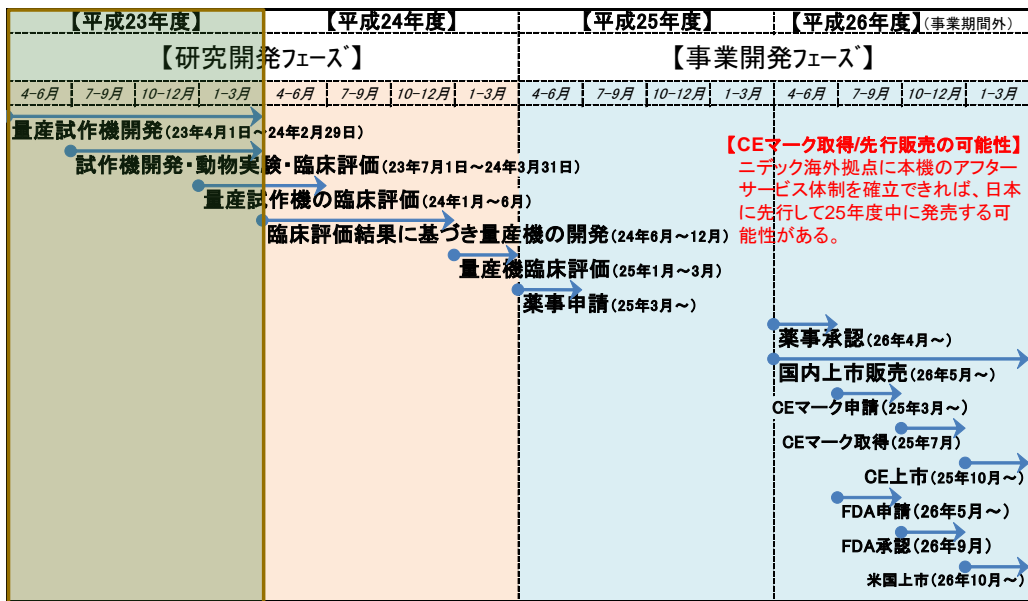 【平成23年度】 【平成24年度】 【平成25年度】 【平成26年度】(事業期間外)
【研究開発フェーズ】 【事業開発フェーズ】
4-6月 7-9月 10-12月 1-3月 4-6月 7-9月 10-12月 1-3月 4-6月 7-9月 10-12月 1-3月 4-6月 7-9月 10-12月 1-3月
量産試作機開発(23年4月1日~24年2月29日)
試作機開発・動物実験・臨床評価(23年7月1日~24年3月31日)
量産試作機の臨床評価(24年1月~6月)
臨床評価結果に基づき量産機の開発(24年6月~12月)
量産機臨床評価(25年1月~3月)
薬事申請(25年3月~)
【CEマーク取得/先行販売の可能性】
ニデック海外拠点に本機のアフター
サービス体制を確立できれば、日本
に先行して25年度中に発売する可
能性がある。
薬事承認(26年4月~)
国内上市販売(26年5月~)
CEマーク申請(25年3月~)
CEマーク取得(25年7月)
CE上市(25年10月~)
FDA申請(26年5月~)
FDA承認(26年9月)
米国上市(26年10月~)